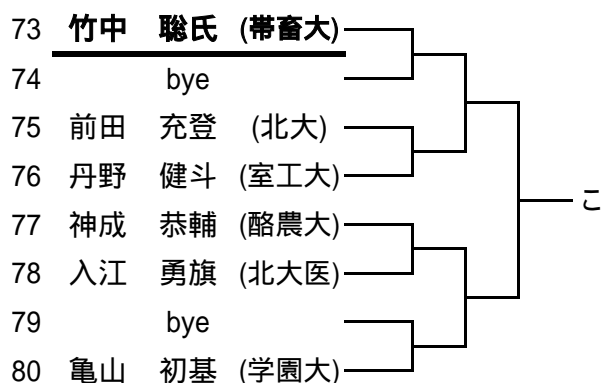 73 竹中 聡氏 (帯畜大)
74 bye
75 前田 充登 (北大)
76 丹野 健斗 (室工大)
こ
77 神成 恭輔 (酪農大)
78 入江 勇旗 (北大医)
79 bye
80 亀山 初基 (学園大)